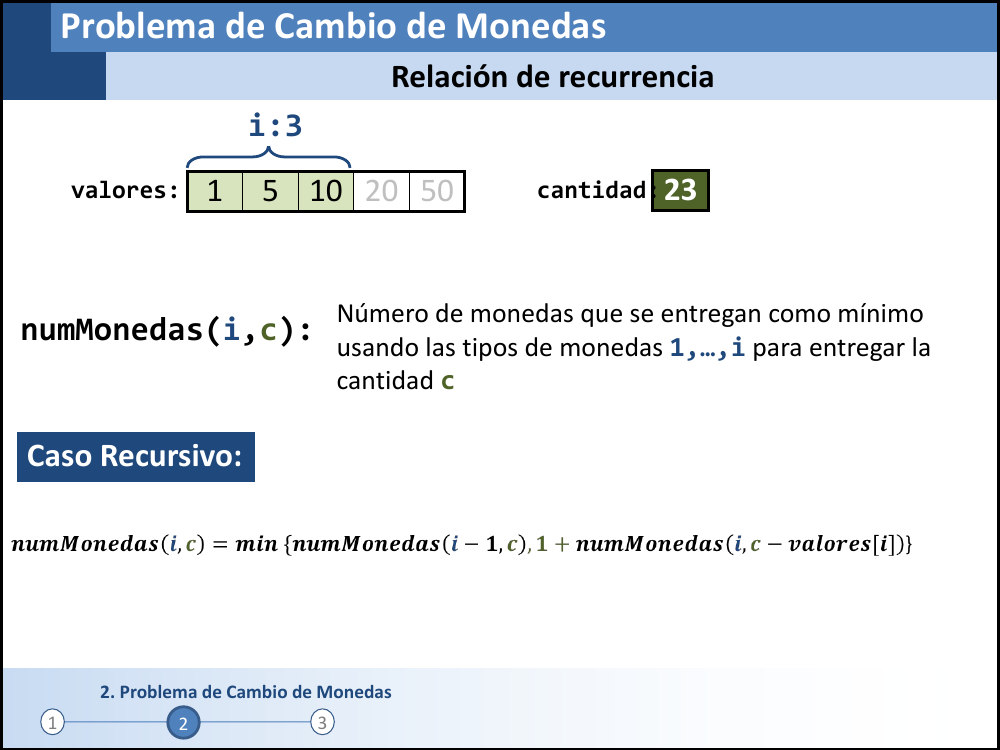 Problema de Cambio de Monedas
Relación de recurrencia
i:3
valores: 1 5 10 20 50 cantidad: 23
numMonedas(i,c):
Número de monedas que se entregan como mínimo
usando las tipos de monedas 1,…,i para entregar la
cantidad c
Caso Recursivo:
numMonedas(i,c) = min {numMonedas(i − 1,c),1 + numMonedas(i,c − valores[i])}
2. Problema de Cambio de Monedas
1 2 3